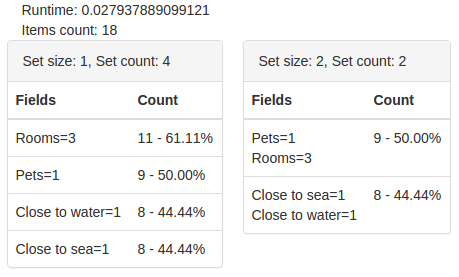 Runtime: 0.027937889099121
Items count: 18
Set size: 1, Set count: 4
Fields Count
Rooms=3 11 - 61.11%
Pets=1 9 - 50.00%
Close to water=1 8 - 44.44%
Close to sea=1 8 - 44.44%
Set size: 2, Set count: 2
Fields Count
Pets=1 9 - 50.00%
Rooms=3
Close to sea=1 8 - 44.44%
Close to water=1